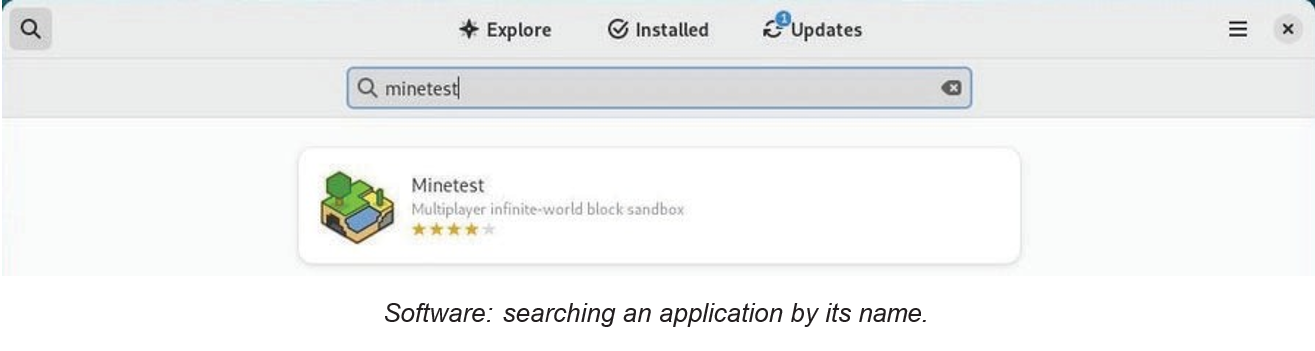 Explore Installed 1 Updates
minetest
Minetest
Multiplayer infinite-world block sandbox
Software: searching an application by its name.